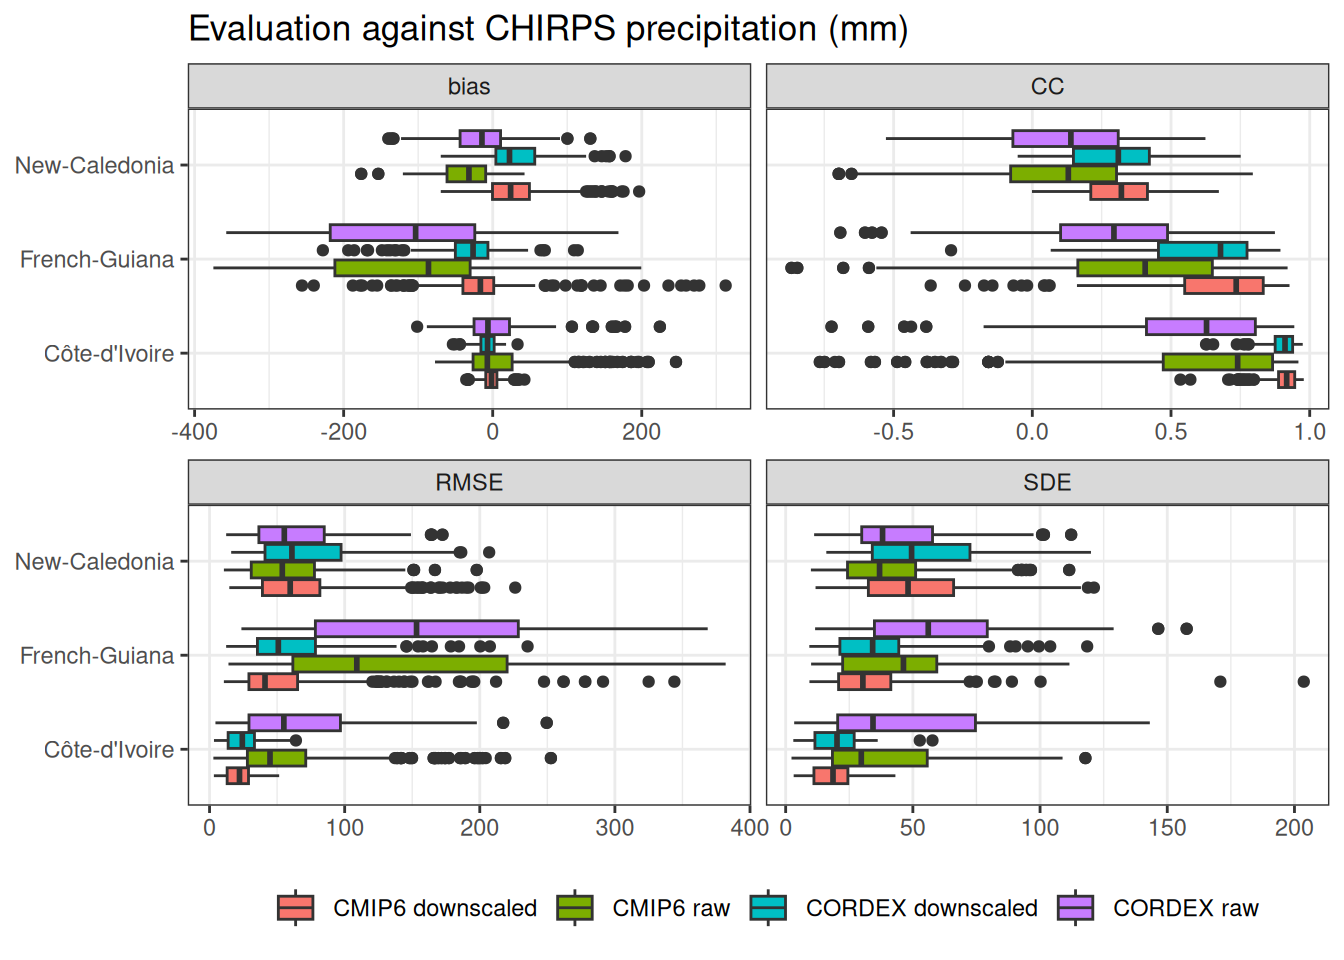 Evaluation against CHIRPS precipitation (mm)
bias
CC
New-Caledonia
French-Guiana
Côte-d'Ivoire
-400 -200 0 200
-0.5 0.0 0.5 1.0
RMSE
SDE
New-Caledonia
French-Guiana
Côte-d'Ivoire
0 100 200 300 400
0 50 100 150 200
CMIP6 downscaled CMIP6 raw CORDEX downscaled CORDEX raw